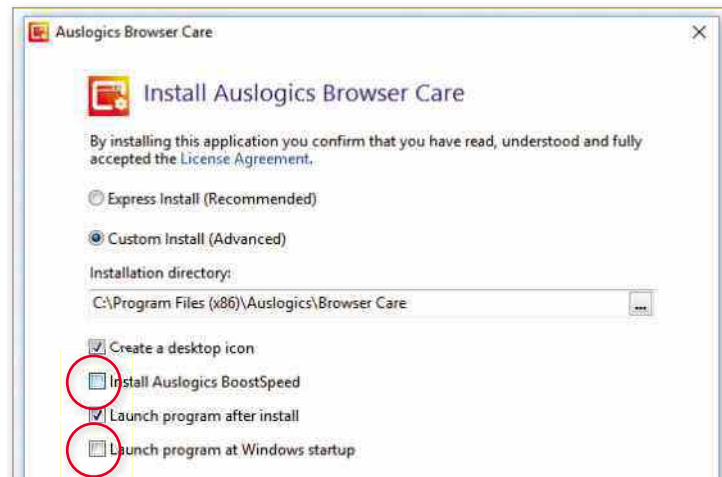 Auslogics Browser Care
Install Auslogics Browser Care
By installing this application you confirm that you have read, understood and fully
accepted the License Agreement.
Express Install (Recommended)
Custom Install (Advanced)
Installation directory:
C:\Program Files (x86)\Auslogics\Browser Care
...
Create a desktop icon
Install Auslogics BoostSpeed
Launch program after install
Launch program at Windows startup